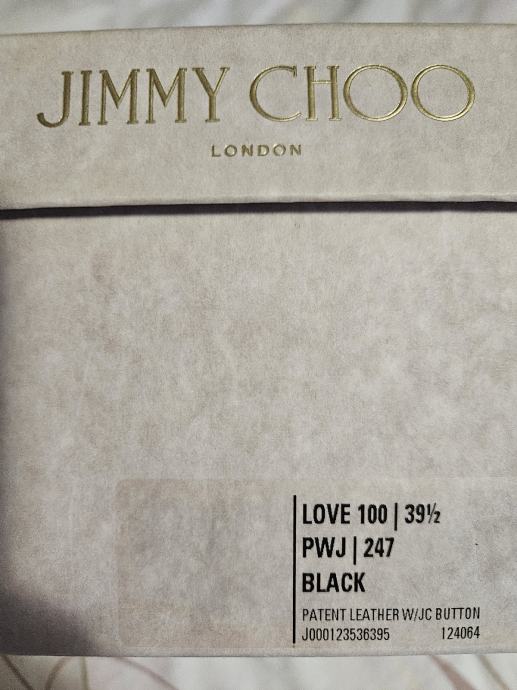 JIMMY CHOO
LONDON
LOVE 100 | 39½
PWJ | 247
BLACK
PATENT LEATHER W/JC BUTTON
J000123536395 124064